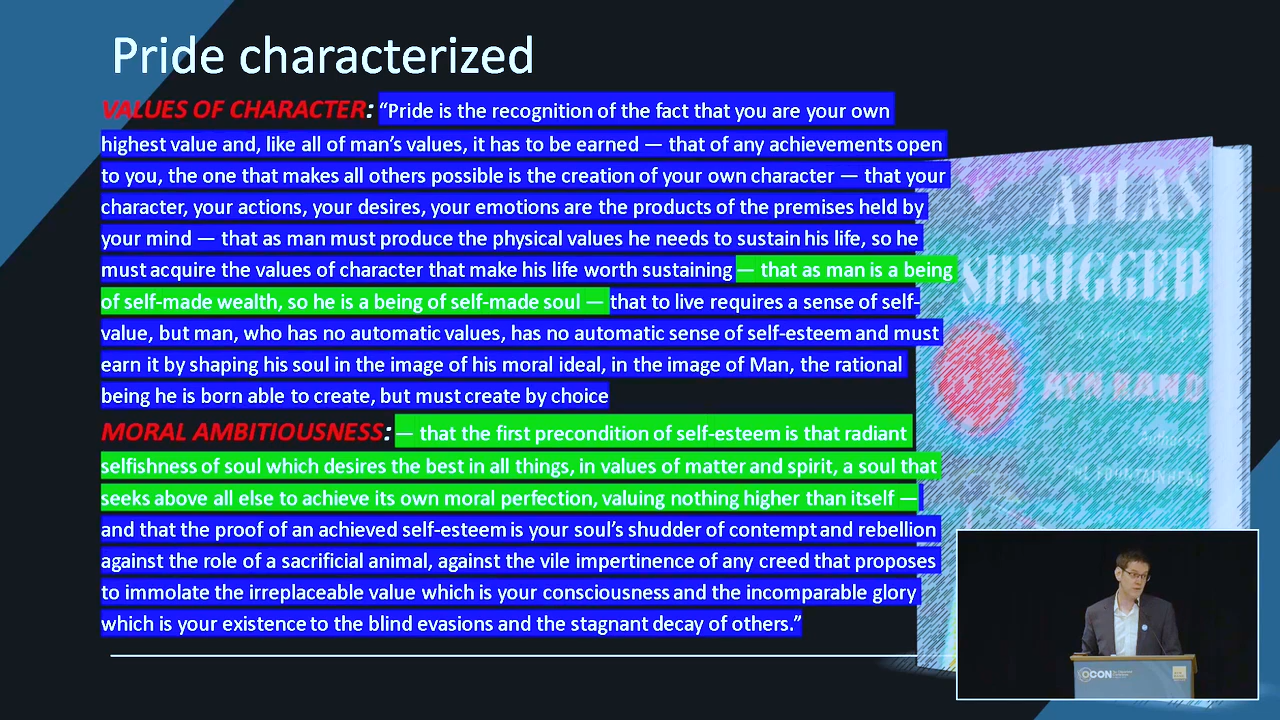 Pride characterized
VALUES OF CHARACTER: “Pride is the recognition of the fact that you are your own
highest value and, like all of man’s values, it has to be earned — that of any achievements open
to you, the one that makes all others possible is the creation of your own character — that your
character, your actions, your desires, your emotions are the products of the premises held by
your mind — that as man must produce the physical values he needs to sustain his life, so he
must acquire the values of character that make his life worth sustaining — that as man is a being
of self-made wealth, so he is a being of self-made soul — that to live requires a sense of self-
value, but man, who has no automatic values, has no automatic sense of self-esteem and must
earn it by shaping his soul in the image of his moral ideal, in the image of Man, the rational
being he is born able to create, but must create by choice
MORAL AMBITIOUSNESS: — that the first precondition of self-esteem is that radiant
selfishness of soul which desires the best in all things, in values of matter and spirit, a soul that
seeks above all else to achieve its own moral perfection, valuing nothing higher than itself —
and that the proof of an achieved self-esteem is your soul’s shudder of contempt and rebellion
against the role of a sacrificial animal, against the vile impertinence of any creed that proposes
to immolate the irreplaceable value which is your consciousness and the incomparable glory
which is your existence to the blind evasions and the stagnant decay of others.”
ATLAS
SHRUGGED
AYN RAND
OCON